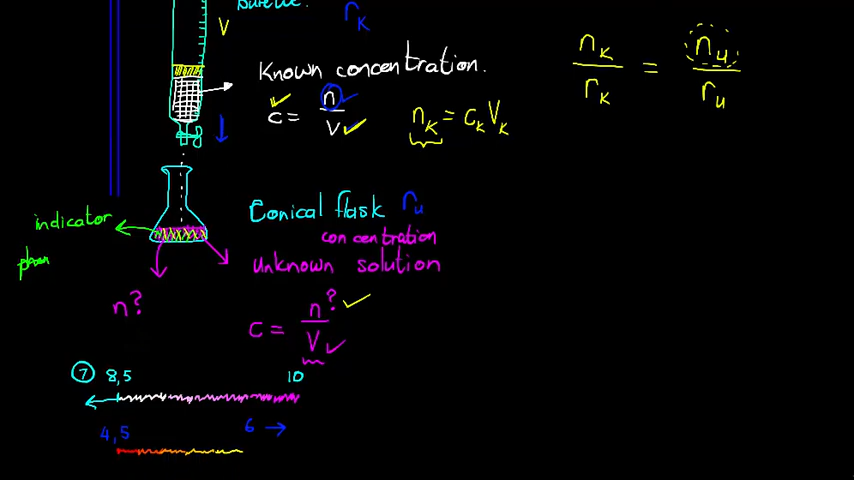 burette.
V
r_k
Known concentration.
c = n/V
n_k = c_k V_k
n_k/r_k = n_u/r_u
Conical flask r_u
indicator
concentration
unknown solution
n?
c = n?/V
7 8,5 10
4,5 6